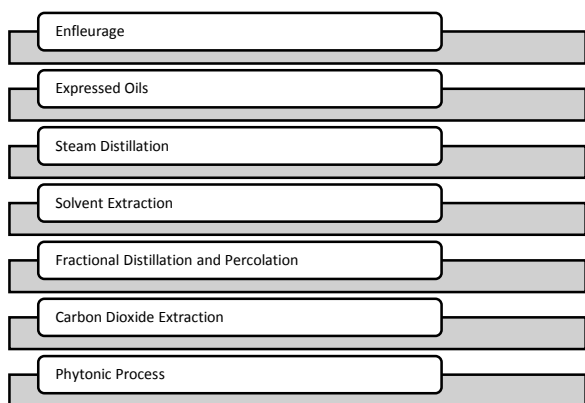 Enfleurage
Expressed Oils
Steam Distillation
Solvent Extraction
Fractional Distillation and Percolation
Carbon Dioxide Extraction
Phytonic Process